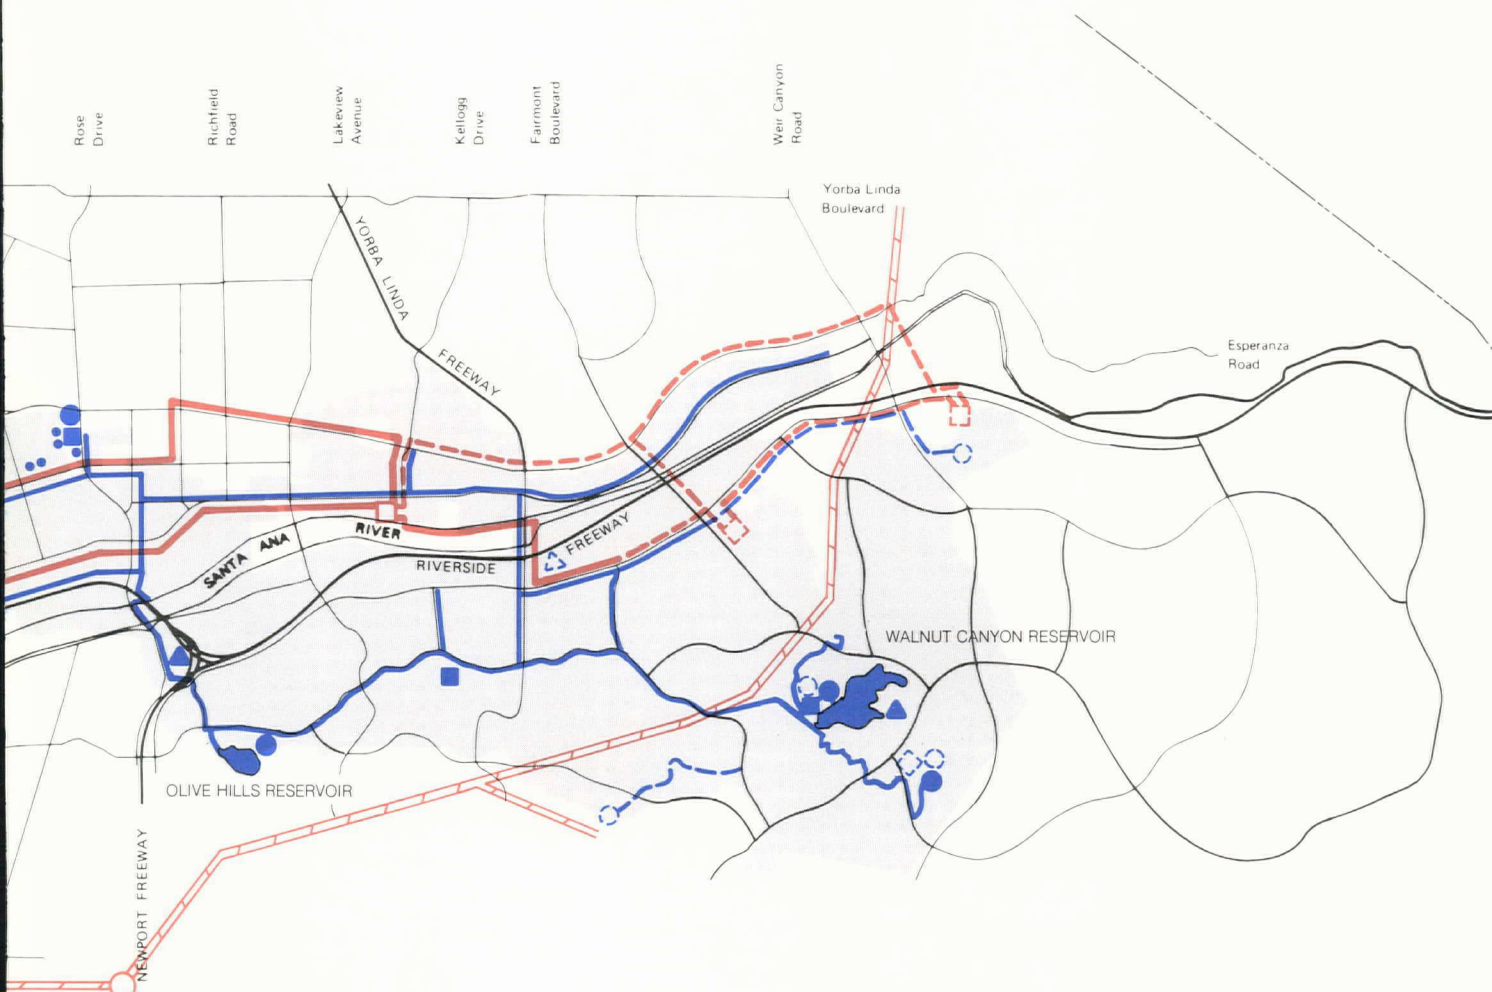 Rose
Drive
Richfield
Road
Lakeview
Avenue
Kellogg
Drive
Fairmont
Boulevard
Weir Canyon
Road
Yorba Linda
Boulevard
YORBA LINDA
FREEWAY
Esperanza
Road
SANTA ANA
RIVER
RIVERSIDE
FREEWAY
WALNUT CANYON RESERVOIR
OLIVE HILLS RESERVOIR
NEWPORT FREEWAY